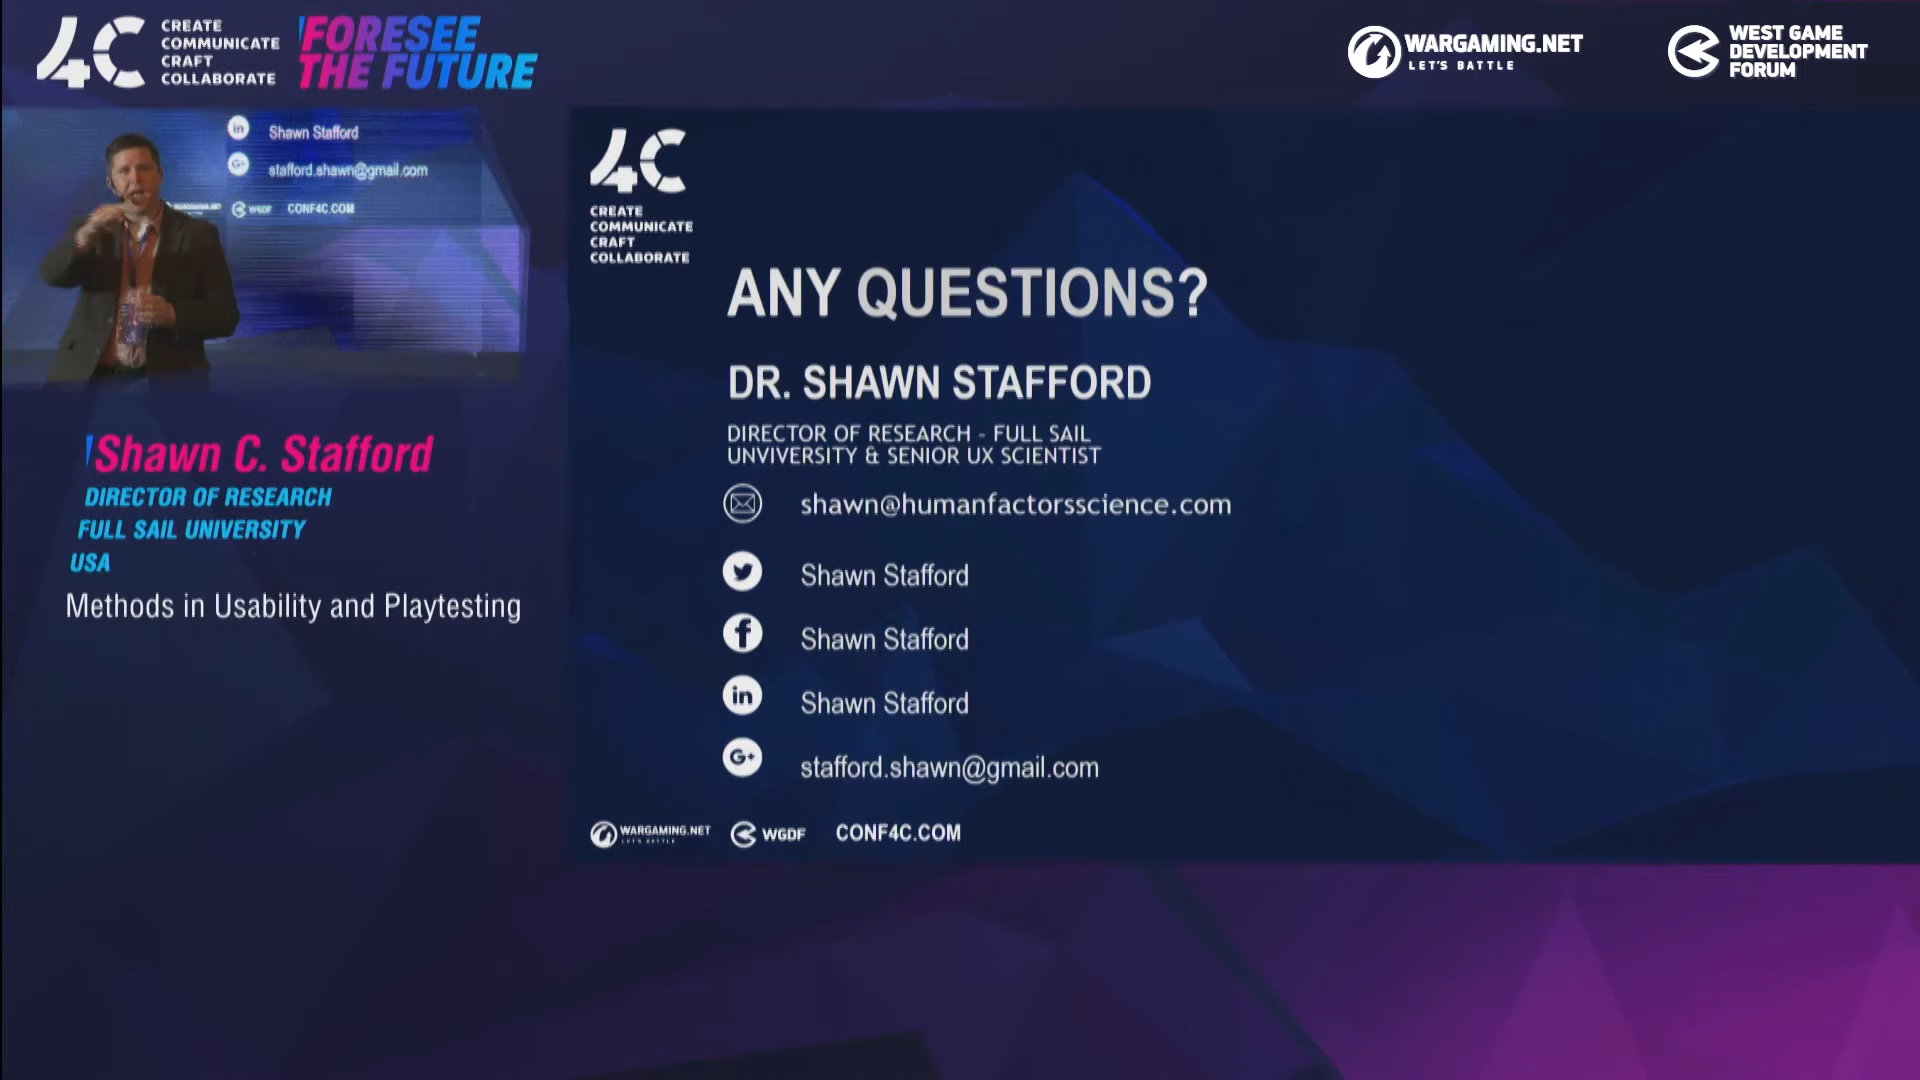 4C
CREATE
COMMUNICATE
CRAFT
COLLABORATE
FORESEE
THE FUTURE
WARGAMING.NET
LET'S BATTLE
WEST GAME
DEVELOPMENT
FORUM
Shawn Stafford
stafford.shawn@gmail.com
WGDF CONF4C.COM
Shawn C. Stafford
DIRECTOR OF RESEARCH
FULL SAIL UNIVERSITY
USA
Methods in Usability and Playtesting
4C
CREATE
COMMUNICATE
CRAFT
COLLABORATE
ANY QUESTIONS?
DR. SHAWN STAFFORD
DIRECTOR OF RESEARCH - FULL SAIL
UNVIVERSITY & SENIOR UX SCIENTIST
shawn@humanfactorsscience.com
Shawn Stafford
Shawn Stafford
Shawn Stafford
stafford.shawn@gmail.com
WARGAMING.NET
LET'S BATTLE
WGDF
CONF4C.COM